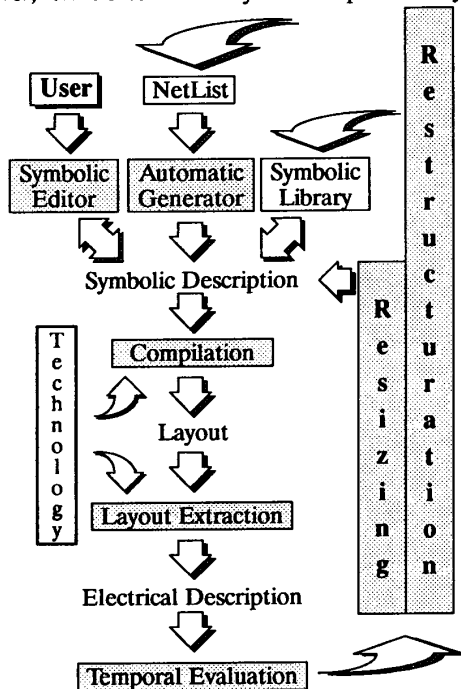 User
NetList
Symbolic
Editor
Automatic
Generator
Symbolic
Library
Symbolic Description
Compilation
Layout
Layout Extraction
Electrical Description
Temporal Evaluation
Technology
Resizing
Restructuration